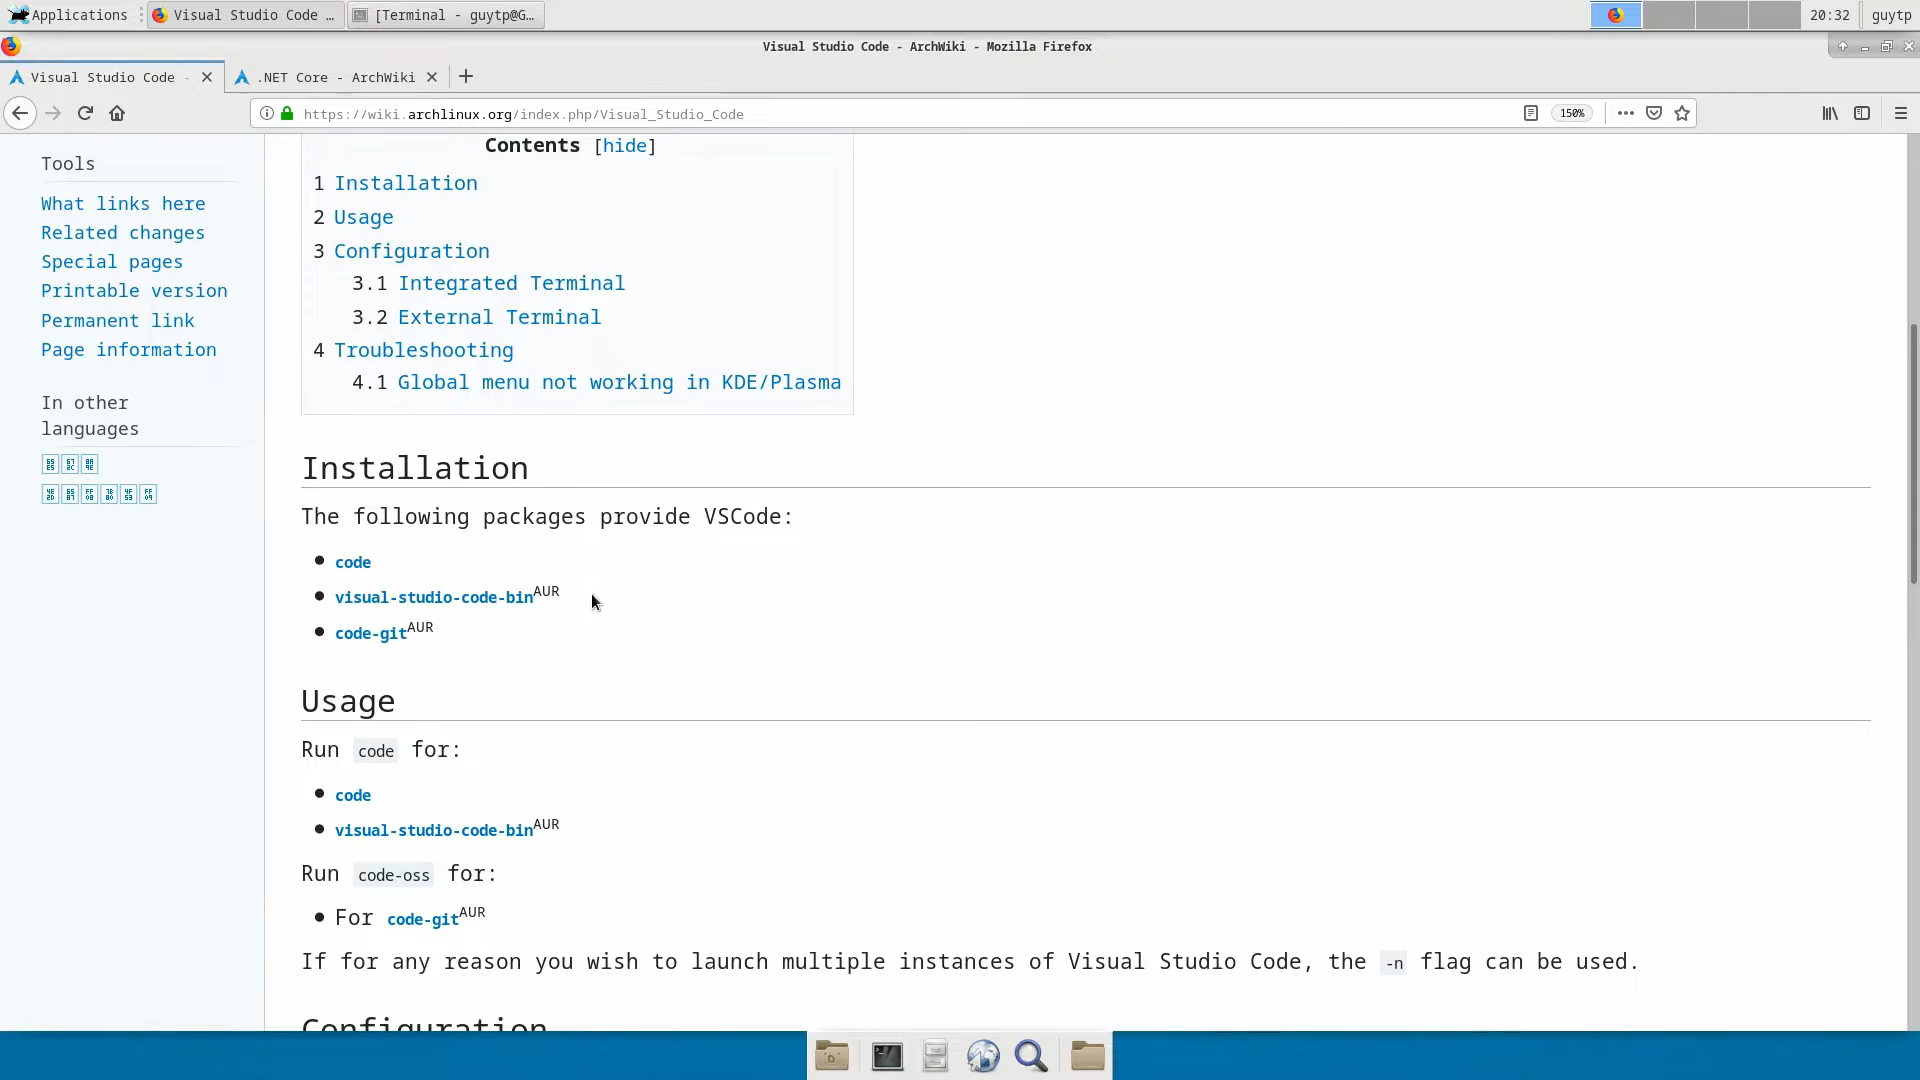 Applications
Visual Studio Code …
[Terminal - guytp@G…
20:32
guytp
Visual Studio Code - ArchWiki - Mozilla Firefox
Visual Studio Code -
.NET Core - ArchWiki
https://wiki.archlinux.org/index.php/Visual_Studio_Code
150%
Tools
What links here
Related changes
Special pages
Printable version
Permanent link
Page information
In other
languages
Contents [hide]
1 Installation
2 Usage
3 Configuration
3.1 Integrated Terminal
3.2 External Terminal
4 Troubleshooting
4.1 Global menu not working in KDE/Plasma
Installation
The following packages provide VSCode:
code
visual-studio-code-binAUR
code-gitAUR
Usage
Run code for:
code
visual-studio-code-binAUR
Run code-oss for:
For code-gitAUR
If for any reason you wish to launch multiple instances of Visual Studio Code, the -n flag can be used.
Configuration